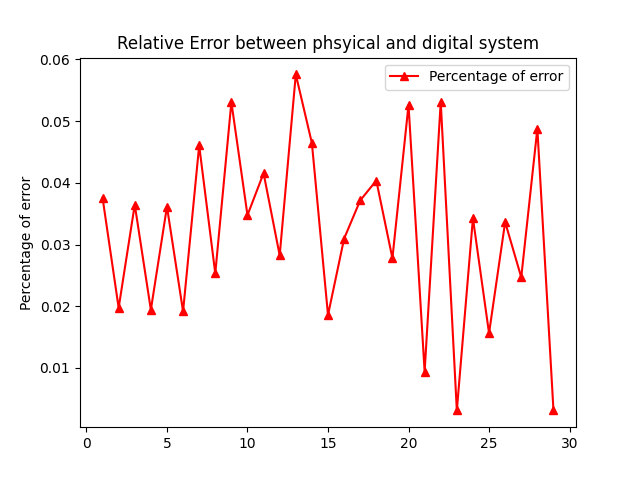 Relative Error between phsyical and digital system
Percentage of error
Percentage of error
0.06
0.05
0.04
0.03
0.02
0.01
0 5 10 15 20 25 30